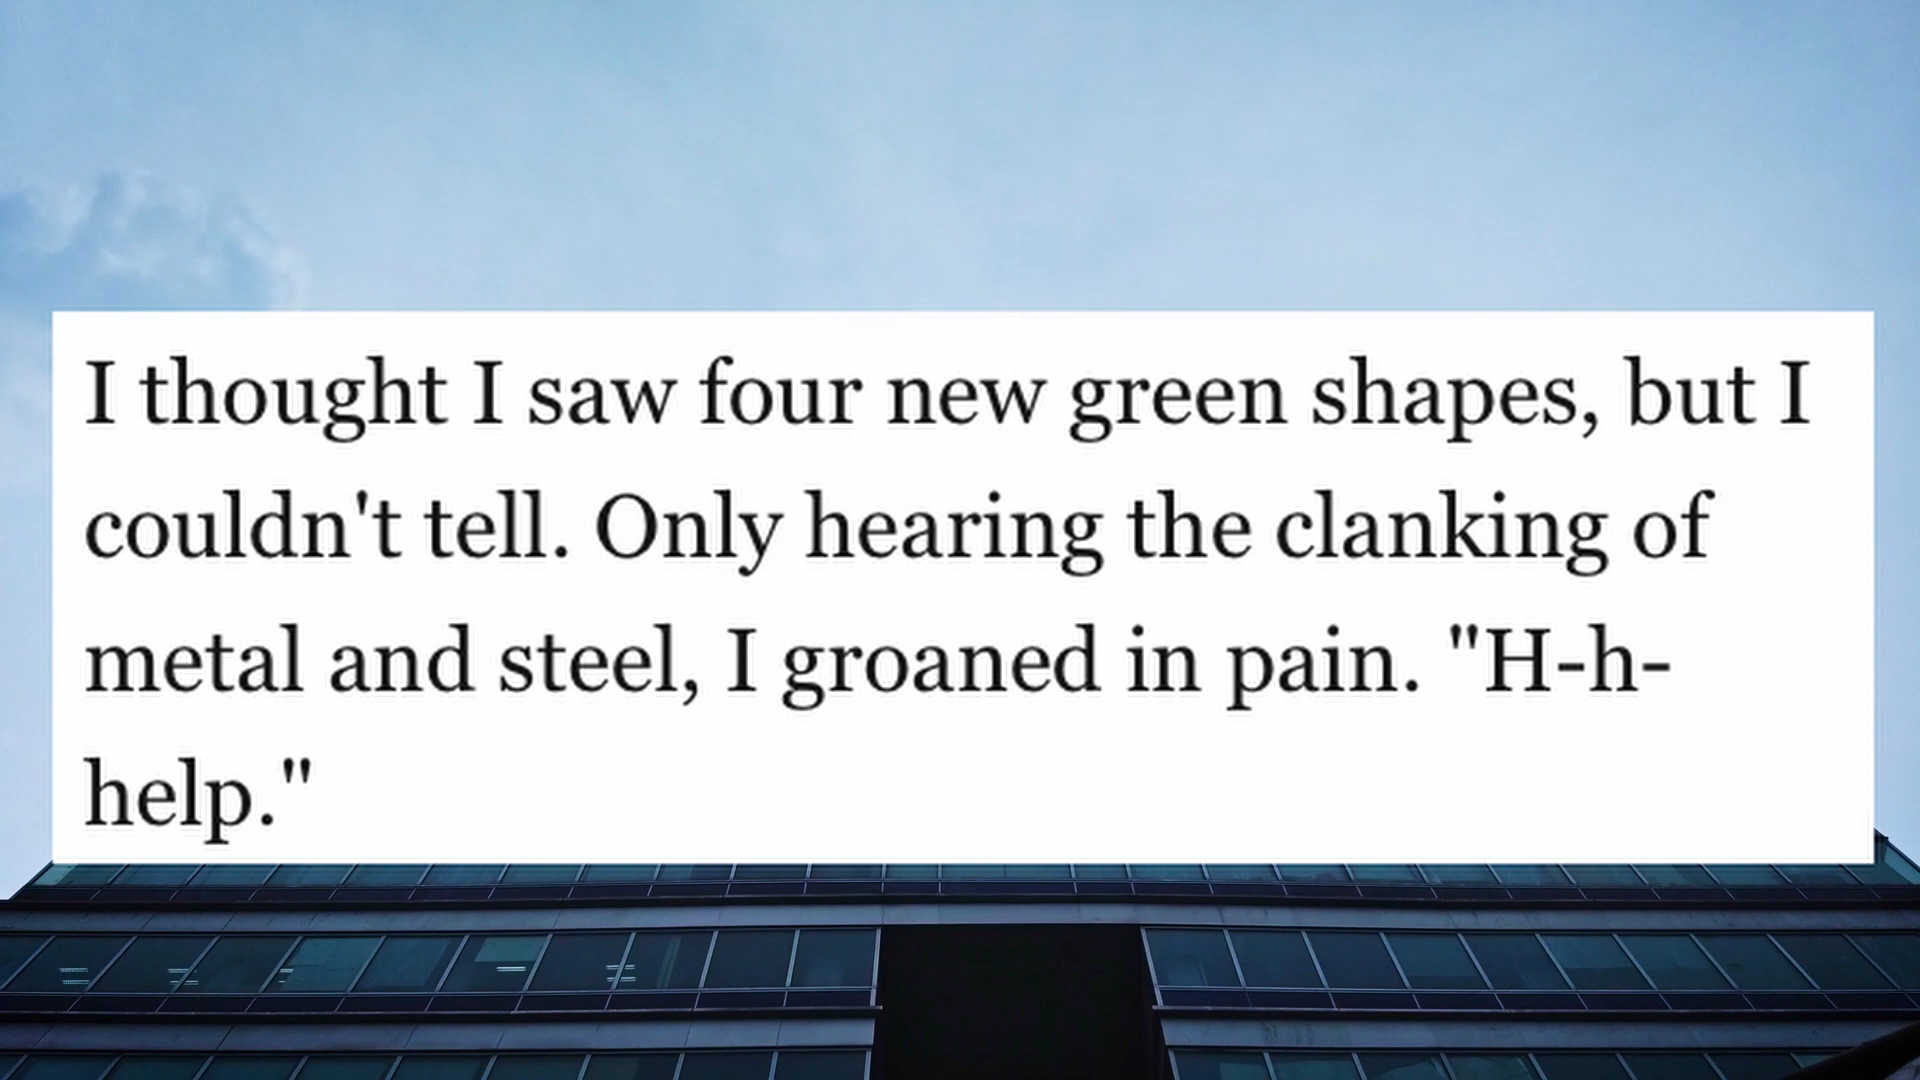 I thought I saw four new green shapes, but I
couldn't tell. Only hearing the clanking of
metal and steel, I groaned in pain. "H-h-
help."